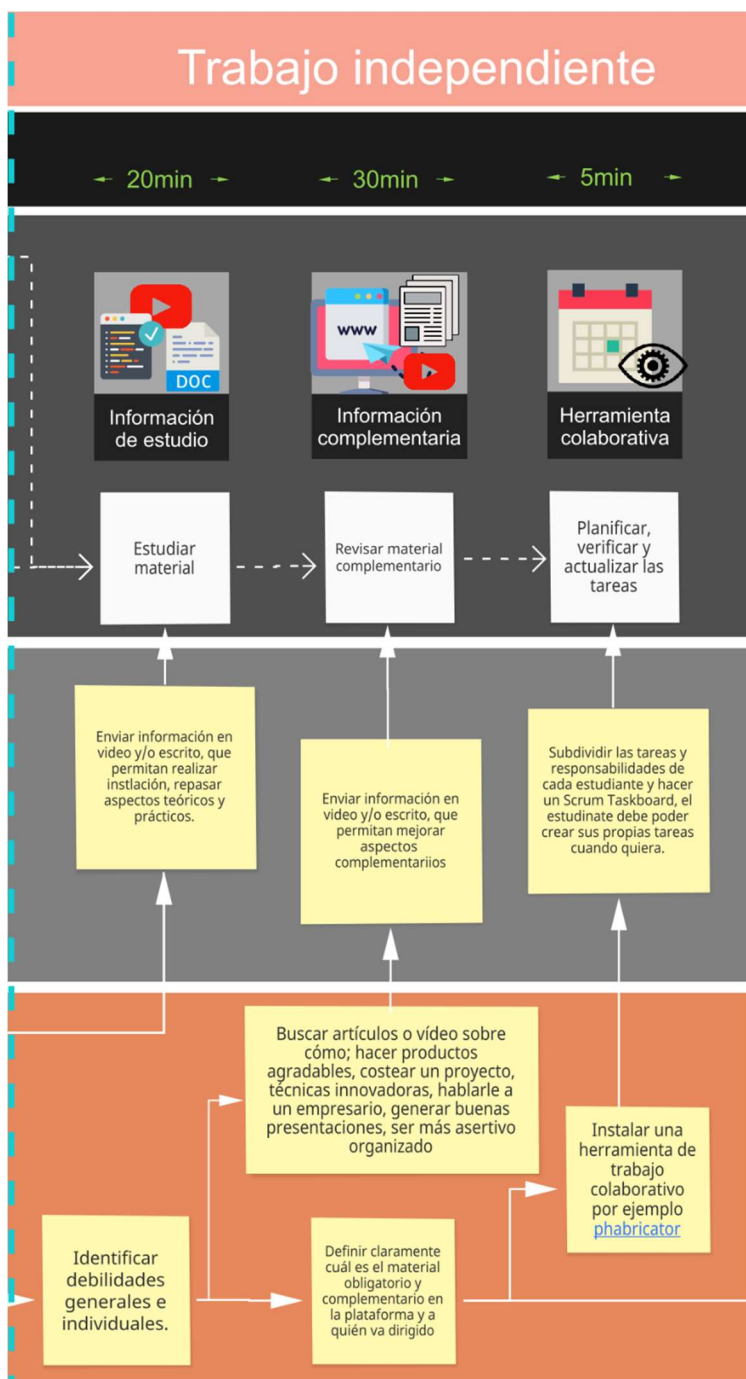 Trabajo independiente
20min
30min
5min
www
DOC
Información
de estudio
Información
complementaria
Herramienta
colaborativa
Estudiar
material
Revisar material
complementario
Planificar,
verificar y
actualizar las
tareas
Enviar información en
video y/o escrito, que
permitan realizar
instlación, repasar
aspectos teóricos y
prácticos.
Enviar información en
video y/o escrito, que
permitan mejorar
aspectos
complementariios
Subdividir las tareas y
responsabilidades de
cada estudiante y hacer
un Scrum Taskboard, el
estudinate debe poder
crear sus propias tareas
cuando quiera.
Buscar artículos o vídeo sobre
cómo; hacer productos
agradables, costear un proyecto,
técnicas innovadoras, hablarle a
un empresario, generar buenas
presentaciones, ser más asertivo
organizado
Instalar una
herramienta de
trabajo
colaborativo
por ejemplo
phabricator
Identificar
debilidades
generales e
individuales.
Definir claramente
cuál es el material
obligatorio y
complementario en
la plataforma y a
quién va dirigido